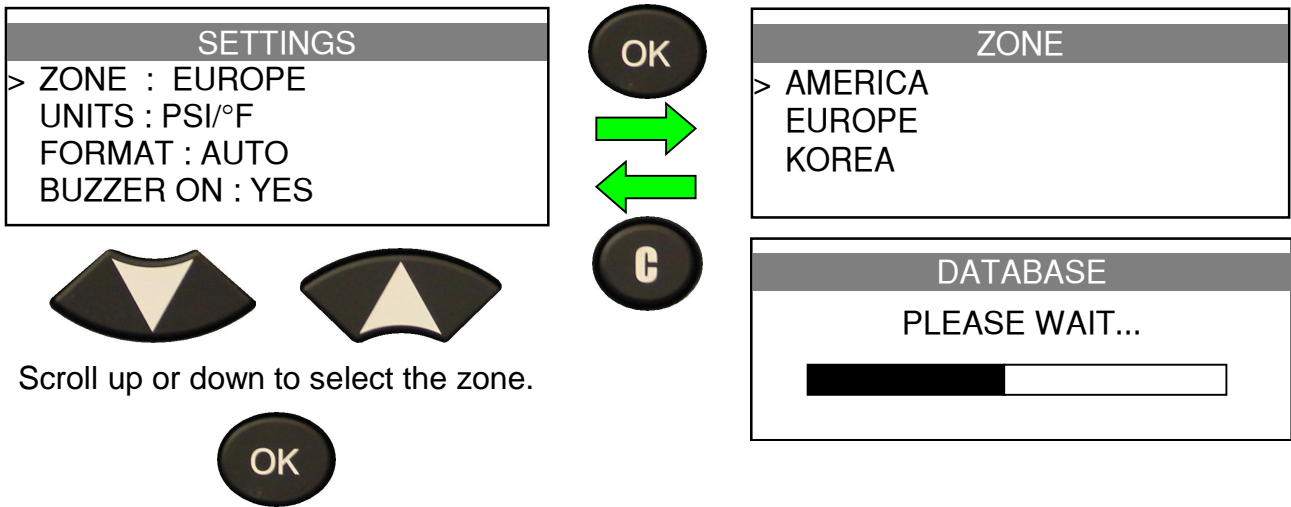 SETTINGS
> ZONE : EUROPE
UNITS : PSI/°F
FORMAT : AUTO
BUZZER ON : YES
OK
C
ZONE
> AMERICA
EUROPE
KOREA
DATABASE
PLEASE WAIT...
Scroll up or down to select the zone.
OK